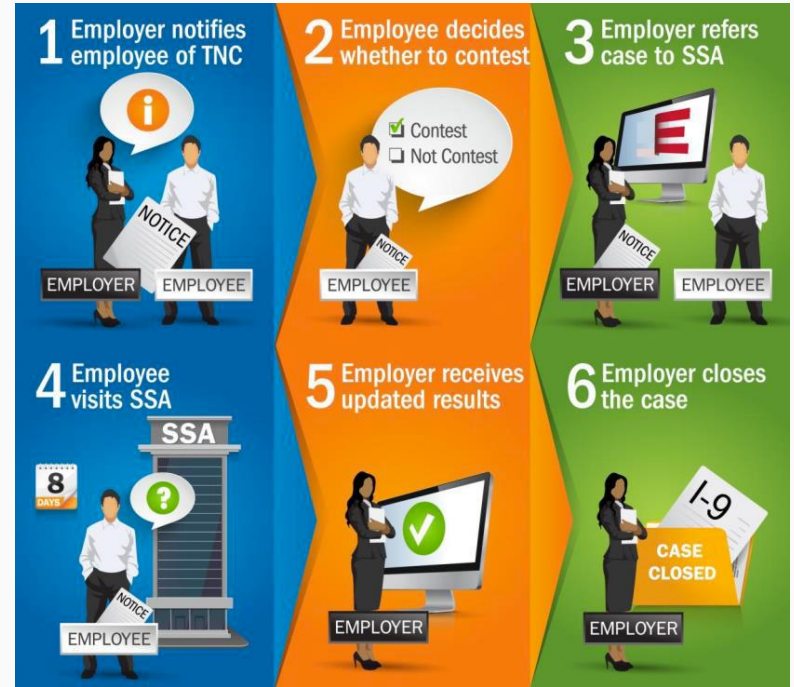 1 Employer notifies
employee of TNC
i
NOTICE
EMPLOYER
EMPLOYEE
2 Employee decides
whether to contest
Contest
Not Contest
NOTICE
EMPLOYEE
3 Employer refers
case to SSA
E
NOTICE
EMPLOYER
EMPLOYEE
4 Employee
visits SSA
SSA
8
DAYS
?
NOTICE
EMPLOYEE
5 Employer receives
updated results
EMPLOYER
6 Employer closes
the case
I-9
CASE
CLOSED
EMPLOYER